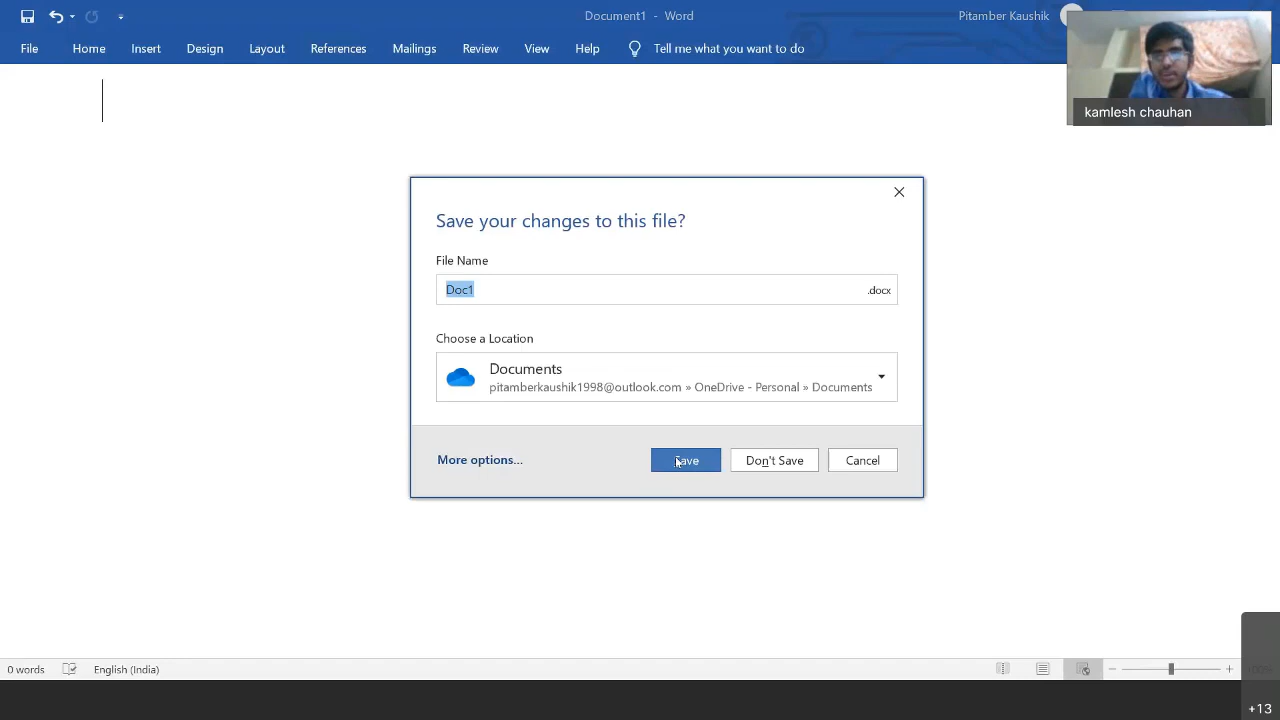 Document1 - Word
Pitamber Kaushik
File Home Insert Design Layout References Mailings Review View Help Tell me what you want to do
kamlesh chauhan
Save your changes to this file?
File Name
Doc1 .docx
Choose a Location
Documents
pitamberkaushik1998@outlook.com » OneDrive - Personal » Documents
More options... Save Don't Save Cancel
0 words English (India)
+13